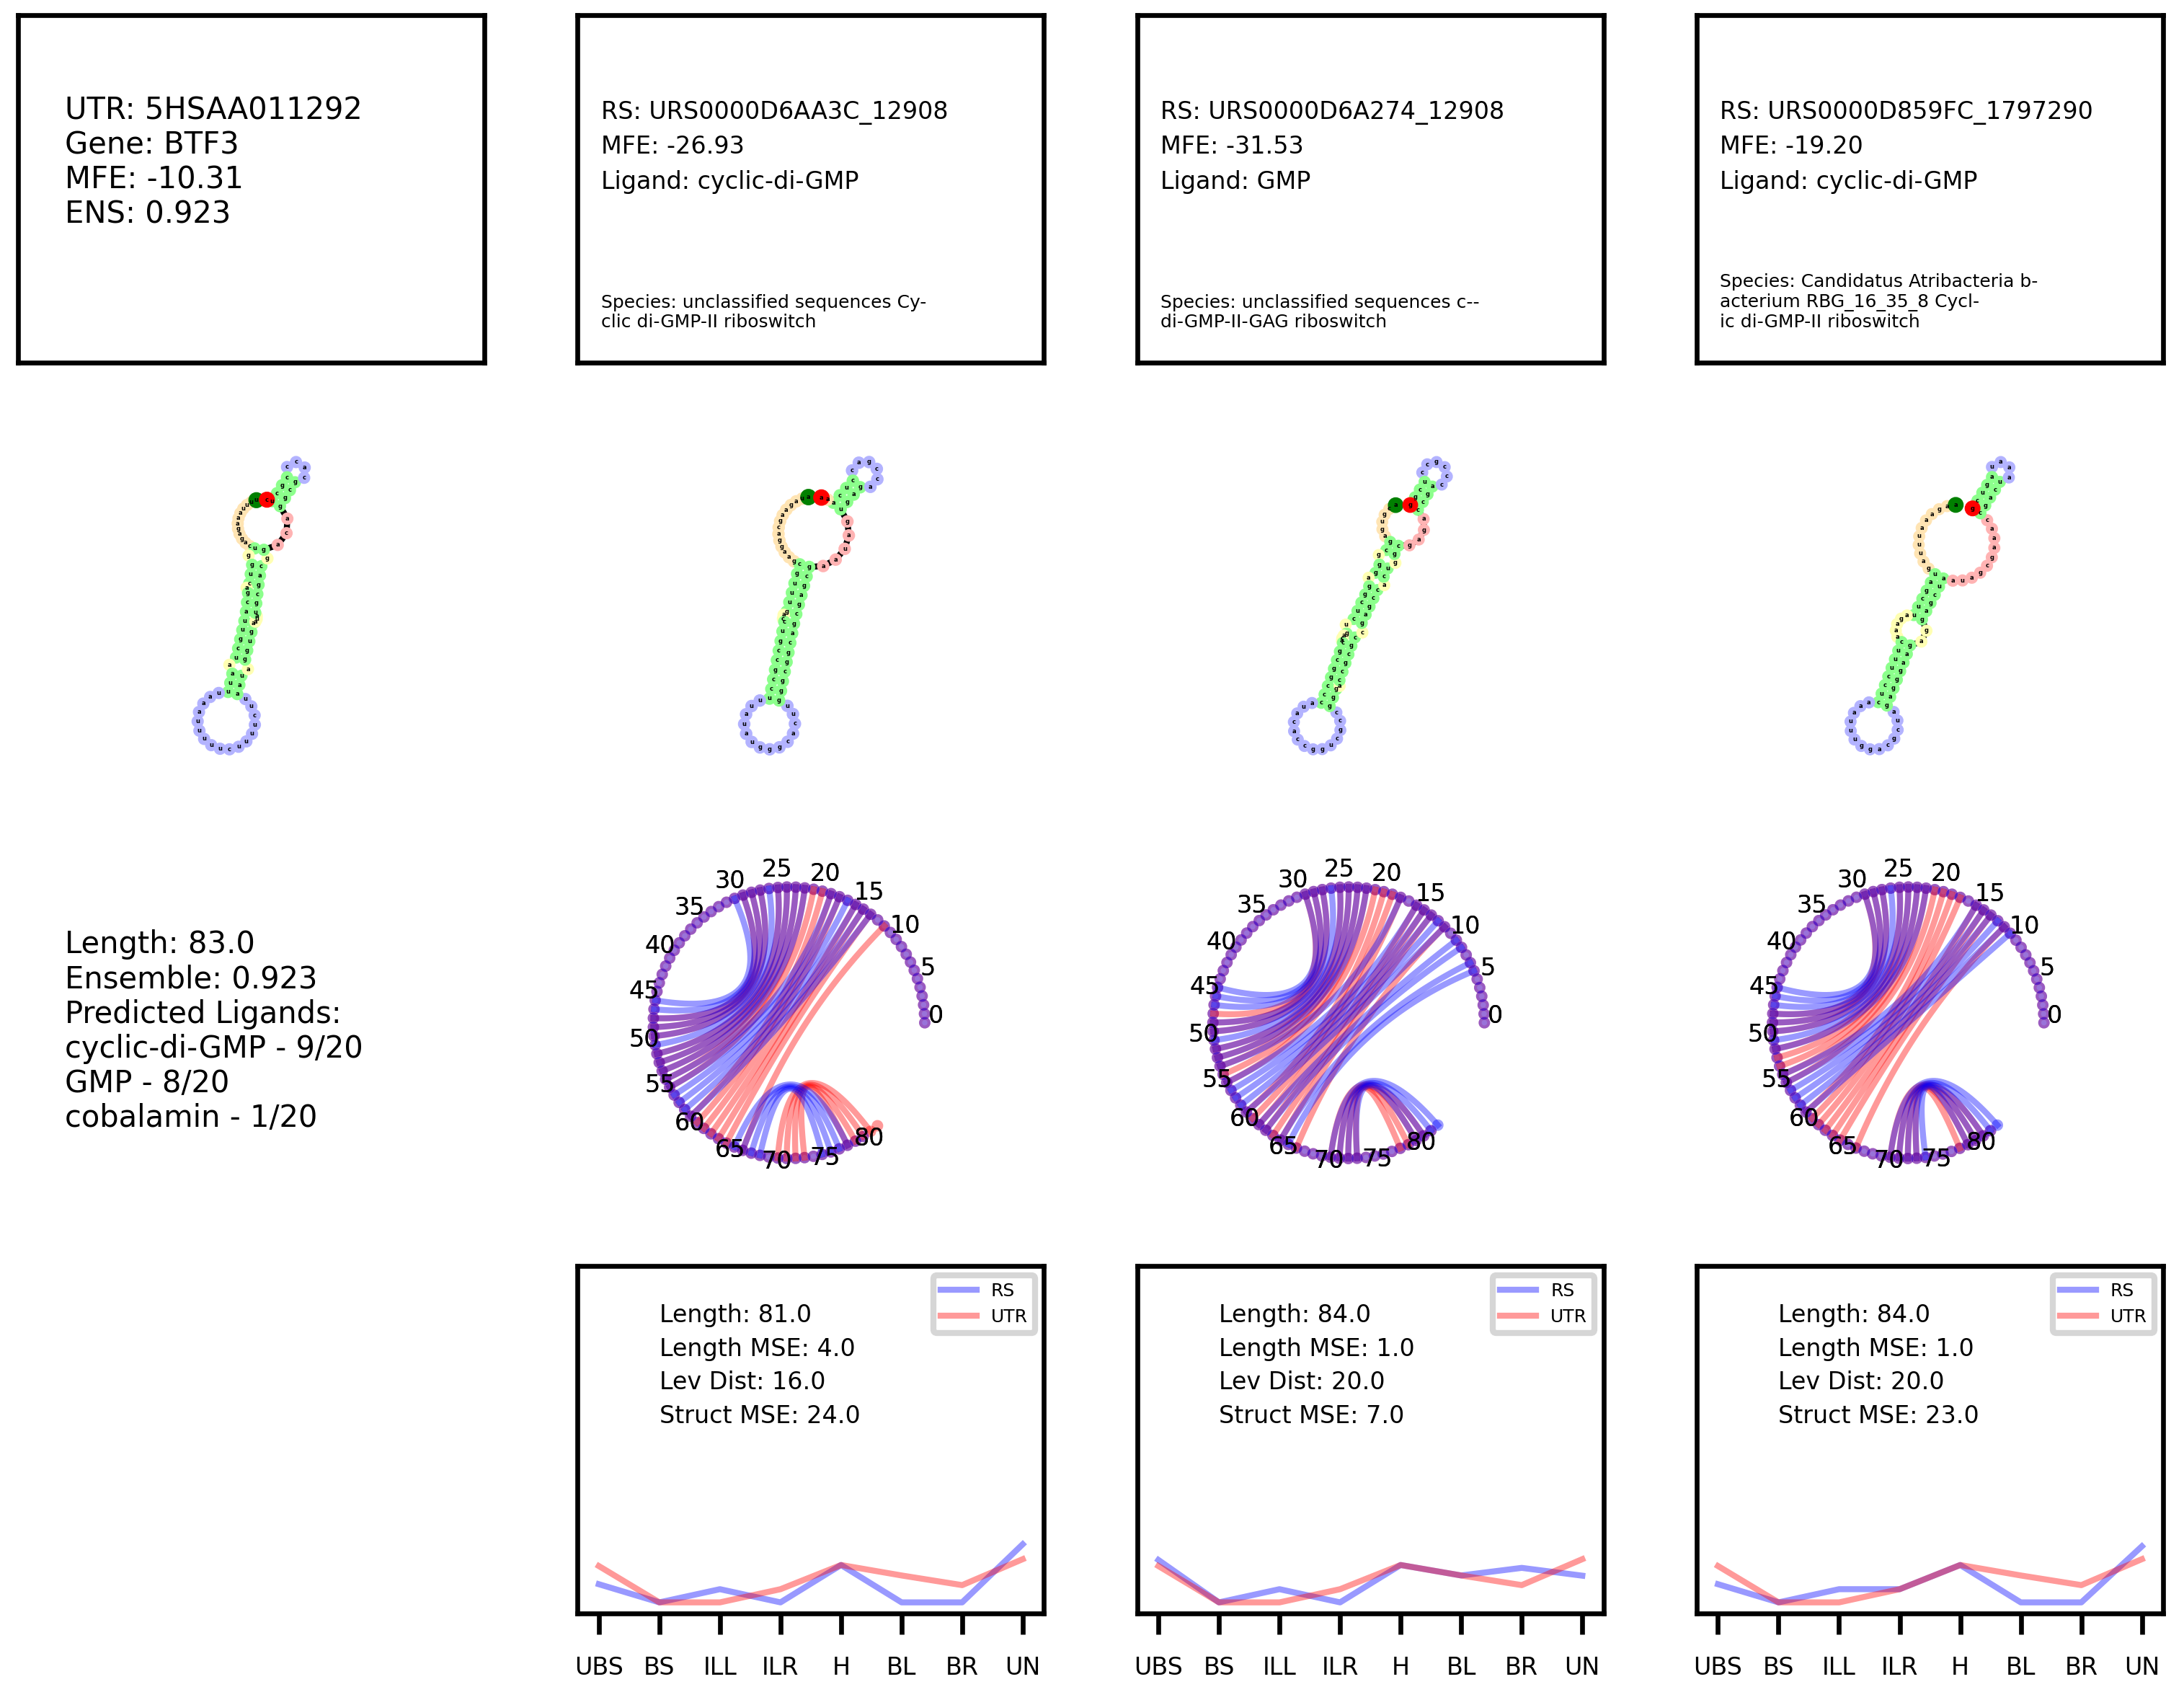 UTR: 5HSAA011292
Gene: BTF3
MFE: -10.31
ENS: 0.923
RS: URS0000D6AA3C_12908
MFE: -26.93
Ligand: cyclic-di-GMP
Species: unclassified sequences Cy-
clic di-GMP-II riboswitch
RS: URS0000D6A274_12908
MFE: -31.53
Ligand: GMP
Species: unclassified sequences c--
di-GMP-II-GAG riboswitch
RS: URS0000D859FC_1797290
MFE: -19.20
Ligand: cyclic-di-GMP
Species: Candidatus Atribacteria b-
acterium RBG_16_35_8 Cycl-
ic di-GMP-II riboswitch
Length: 83.0
Ensemble: 0.923
Predicted Ligands:
cyclic-di-GMP - 9/20
GMP - 8/20
cobalamin - 1/20
0
5
10
15
20
25
30
35
40
45
50
55
60
65
70
75
80
0
5
10
15
20
25
30
35
40
45
50
55
60
65
70
75
80
0
5
10
15
20
25
30
35
40
45
50
55
60
65
70
75
80
RS
UTR
Length: 81.0
Length MSE: 4.0
Lev Dist: 16.0
Struct MSE: 24.0
UBS BS ILL ILR H BL BR UN
RS
UTR
Length: 84.0
Length MSE: 1.0
Lev Dist: 20.0
Struct MSE: 7.0
UBS BS ILL ILR H BL BR UN
RS
UTR
Length: 84.0
Length MSE: 1.0
Lev Dist: 20.0
Struct MSE: 23.0
UBS BS ILL ILR H BL BR UN